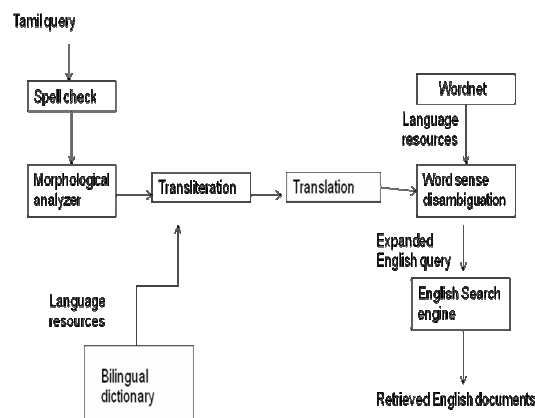 Tamil query
Spell check
Morphological
analyzer
Transliteration
Translation
Wordnet
Language
resources
Word sense
disambiguation
Expanded
English query
English Search
engine
Retrieved English documents
Language
resources
Bilingual
dictionary